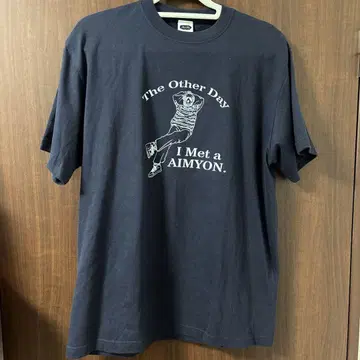 The Other Day
I Met a
AIMYON.